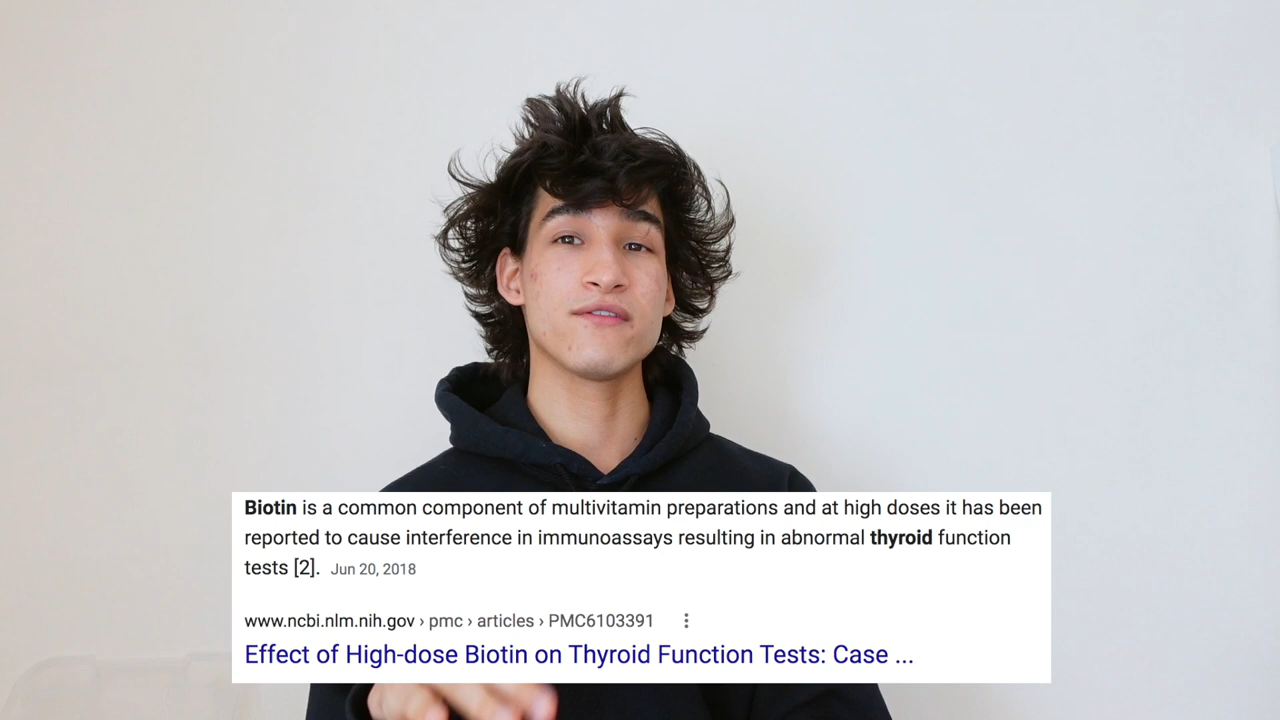 Biotin is a common component of multivitamin preparations and at high doses it has been
reported to cause interference in immunoassays resulting in abnormal thyroid function
tests [2]. Jun 20, 2018
www.ncbi.nlm.nih.gov › pmc › articles › PMC6103391
Effect of High-dose Biotin on Thyroid Function Tests: Case ...